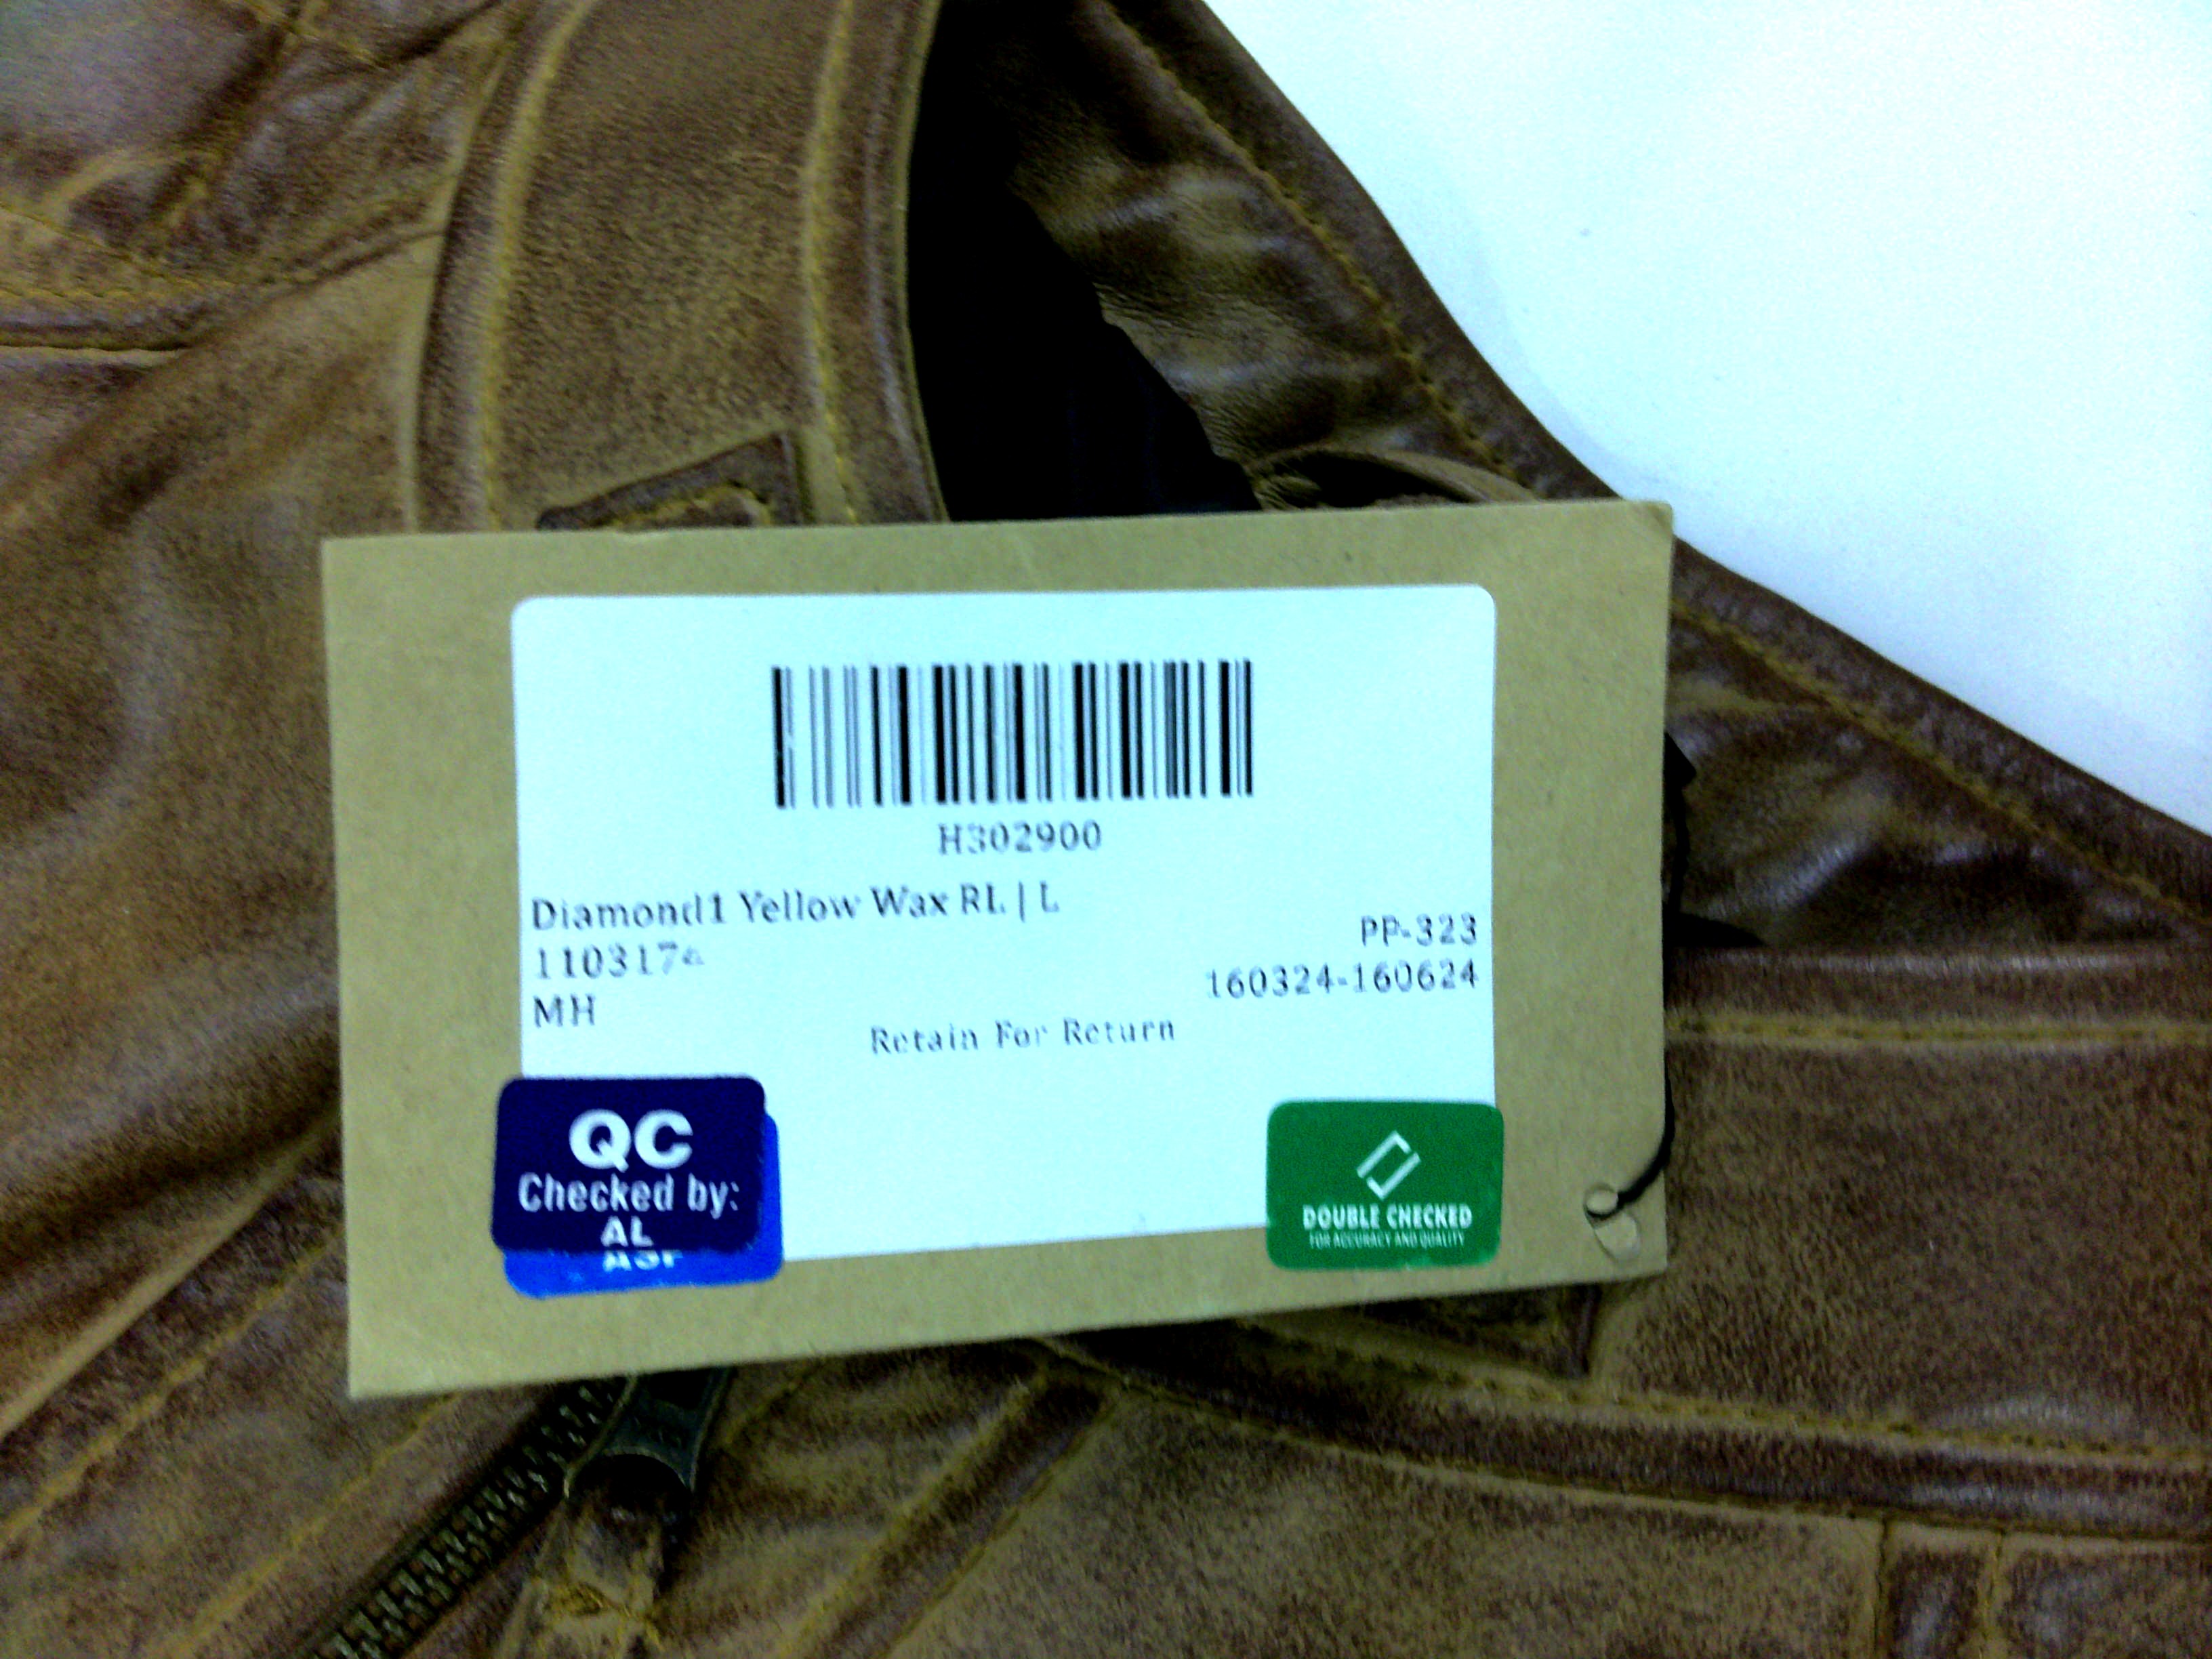 H302900
Diamond1 Yellow Wax RL | L
PP-323
160324-160624
MH
Retain For Return
QC
Checked by:
AL
DOUBLE CHECKED
FOR ACCURACY AND QUALITY